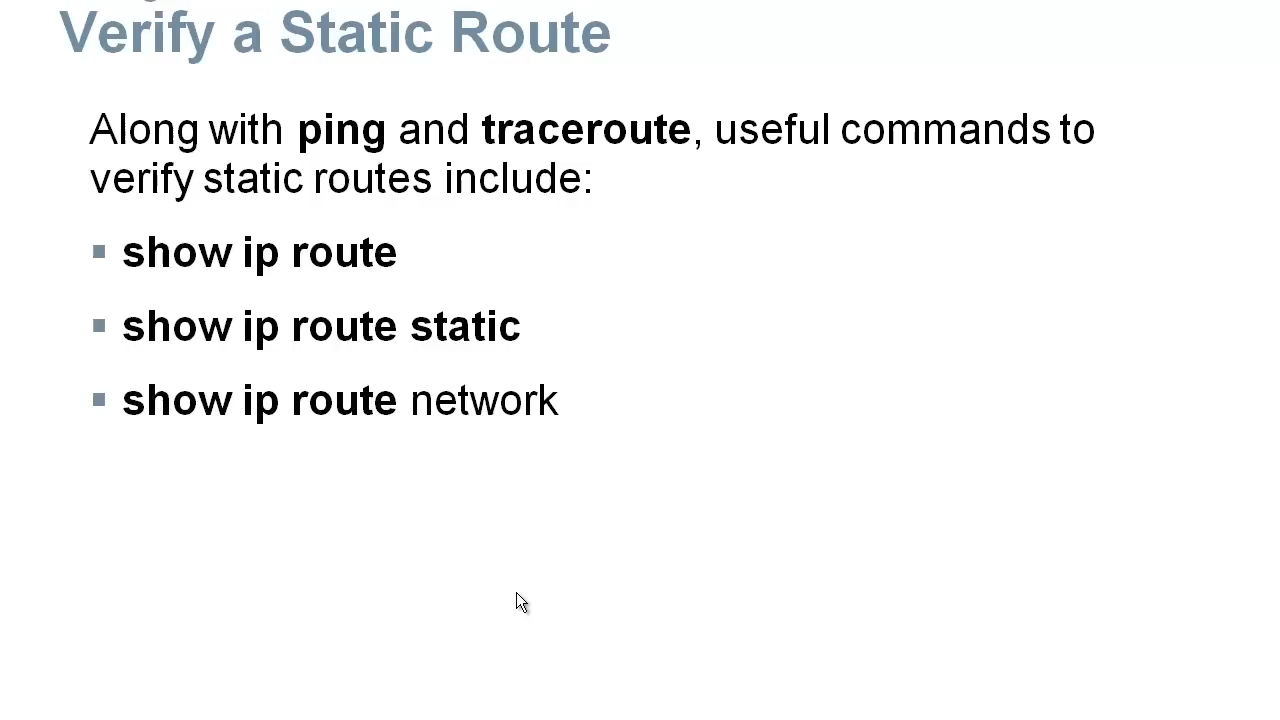 Verify a Static Route
Along with ping and traceroute, useful commands to
verify static routes include:
▪ show ip route
▪ show ip route static
▪ show ip route network